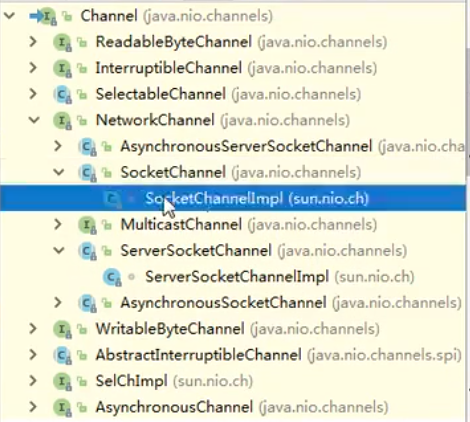 Channel (java.nio.channels)
ReadableByteChannel (java.nio.channels)
InterruptibleChannel (java.nio.channels)
SelectableChannel (java.nio.channels)
NetworkChannel (java.nio.channels)
AsynchronousServerSocketChannel (java.nio.cha
SocketChannel (java.nio.channels)
SocketChannelImpl (sun.nio.ch)
MulticastChannel (java.nio.channels)
ServerSocketChannel (java.nio.channels)
ServerSocketChannelImpl (sun.nio.ch)
AsynchronousSocketChannel (java.nio.channels)
WritableByteChannel (java.nio.channels)
AbstractInterruptibleChannel (java.nio.channels.spi)
SelChImpl (sun.nio.ch)
AsynchronousChannel (java.nio.channels)